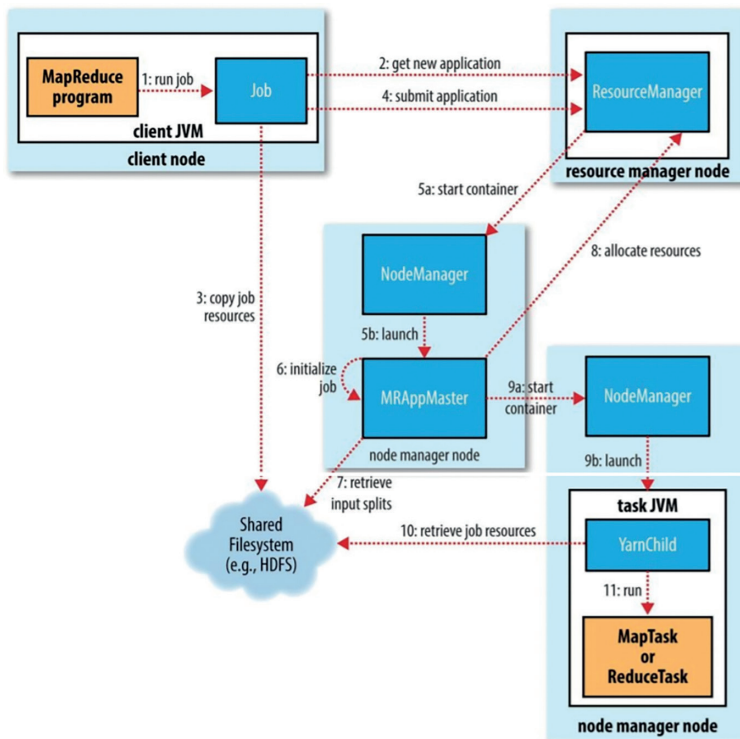 MapReduce
program
1: run job
Job
client JVM
client node
2: get new application
4: submit application
ResourceManager
resource manager node
5a: start container
NodeManager
8: allocate resources
3: copy job
resources
5b: launch
6: initialize
job
MRAppMaster
9a: start
container
NodeManager
node manager node
9b: launch
7: retrieve
input splits
Shared
Filesystem
(e.g., HDFS)
10: retrieve job resources
task JVM
YarnChild
11: run
MapTask
or
ReduceTask
node manager node